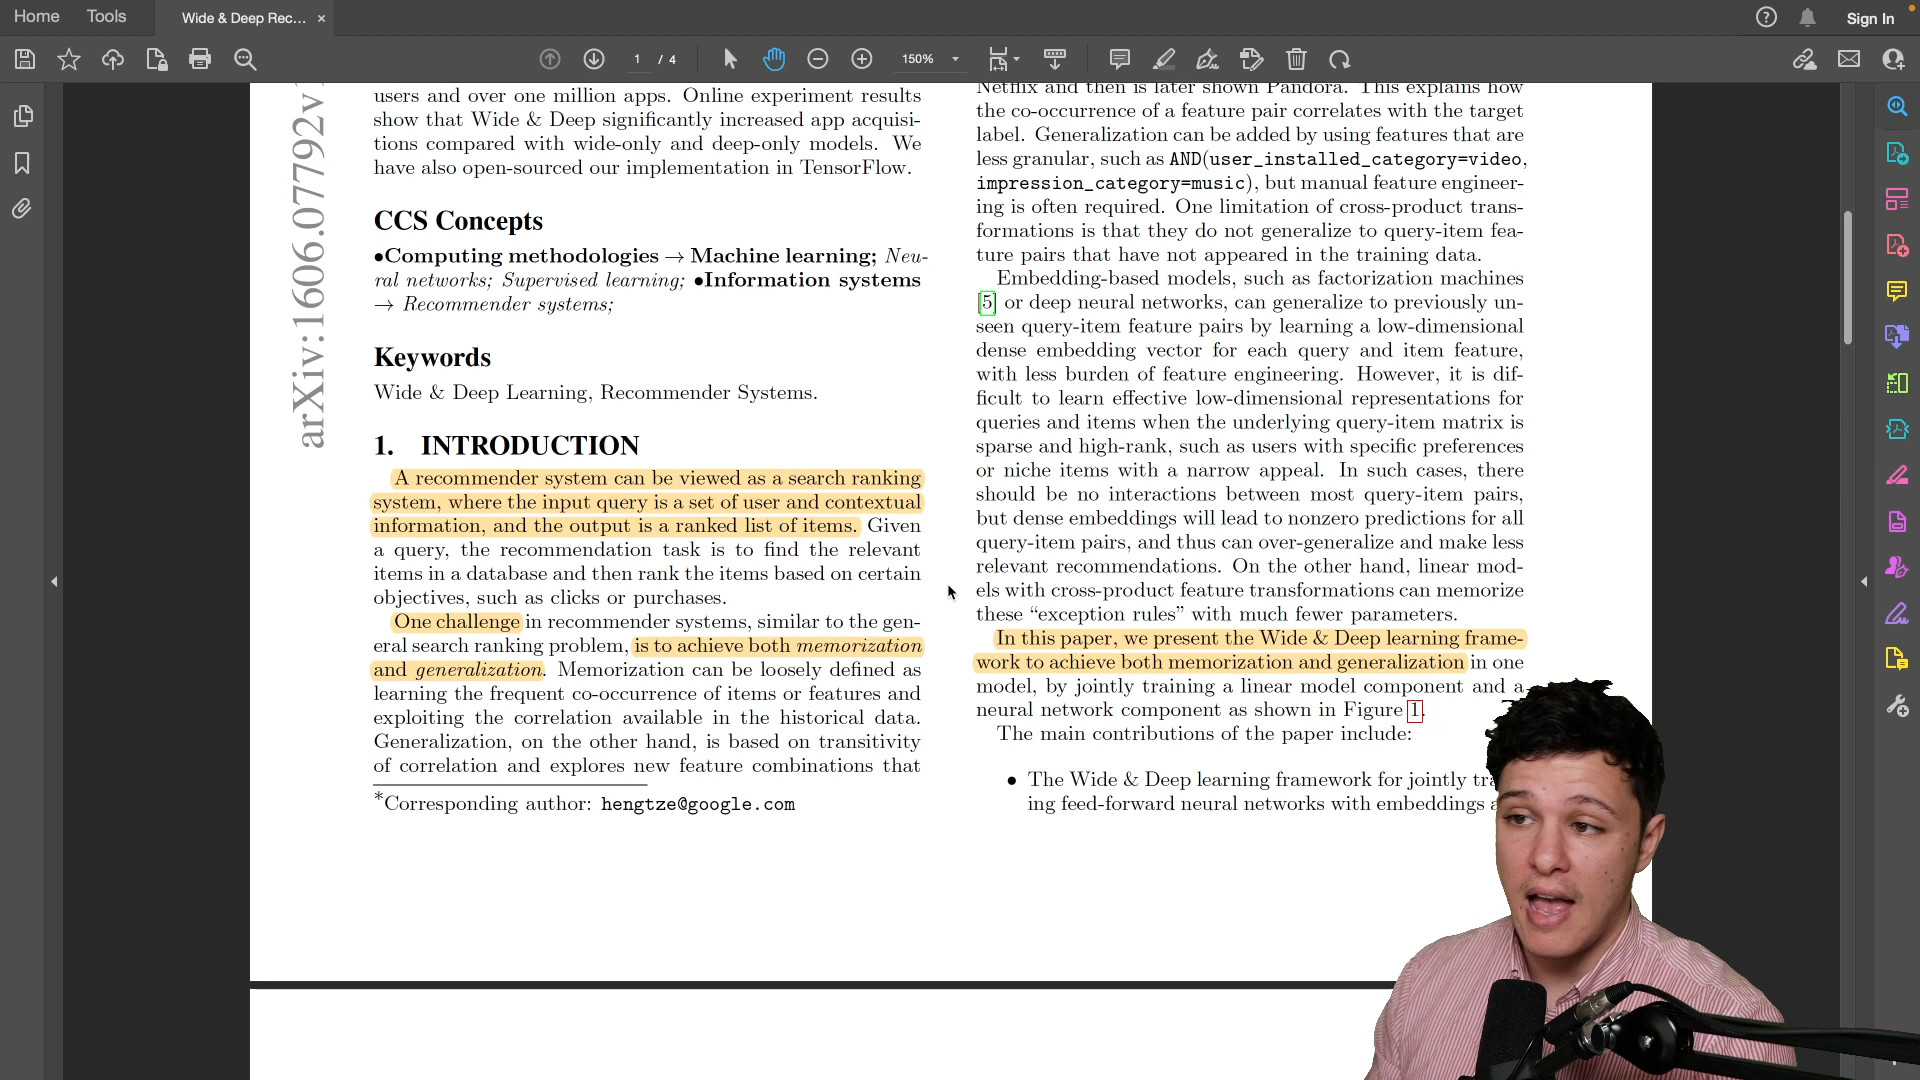 Home
Tools
Wide & Deep Rec... ×
Sign In
1 / 4
150%
arXiv:1606.07792v
users and over one million apps. Online experiment results
show that Wide & Deep significantly increased app acquisi-
tions compared with wide-only and deep-only models. We
have also open-sourced our implementation in TensorFlow.
CCS Concepts
•Computing methodologies → Machine learning; Neu-
ral networks; Supervised learning; •Information systems
→ Recommender systems;
Keywords
Wide & Deep Learning, Recommender Systems.
1. INTRODUCTION
A recommender system can be viewed as a search ranking
system, where the input query is a set of user and contextual
information, and the output is a ranked list of items. Given
a query, the recommendation task is to find the relevant
items in a database and then rank the items based on certain
objectives, such as clicks or purchases.
One challenge in recommender systems, similar to the gen-
eral search ranking problem, is to achieve both memorization
and generalization. Memorization can be loosely defined as
learning the frequent co-occurrence of items or features and
exploiting the correlation available in the historical data.
Generalization, on the other hand, is based on transitivity
of correlation and explores new feature combinations that
*Corresponding author: hengtze@google.com
Netflix and then is later shown Pandora. This explains how
the co-occurrence of a feature pair correlates with the target
label. Generalization can be added by using features that are
less granular, such as AND(user_installed_category=video,
impression_category=music), but manual feature engineer-
ing is often required. One limitation of cross-product trans-
formations is that they do not generalize to query-item fea-
ture pairs that have not appeared in the training data.
Embedding-based models, such as factorization machines
[5] or deep neural networks, can generalize to previously un-
seen query-item feature pairs by learning a low-dimensional
dense embedding vector for each query and item feature,
with less burden of feature engineering. However, it is dif-
ficult to learn effective low-dimensional representations for
queries and items when the underlying query-item matrix is
sparse and high-rank, such as users with specific preferences
or niche items with a narrow appeal. In such cases, there
should be no interactions between most query-item pairs,
but dense embeddings will lead to nonzero predictions for all
query-item pairs, and thus can over-generalize and make less
relevant recommendations. On the other hand, linear mod-
els with cross-product feature transformations can memorize
these “exception rules” with much fewer parameters.
In this paper, we present the Wide & Deep learning frame-
work to achieve both memorization and generalization in one
model, by jointly training a linear model component and a
neural network component as shown in Figure 1.
The main contributions of the paper include:
• The Wide & Deep learning framework for jointly
ing feed-forward neural networks with embeddings